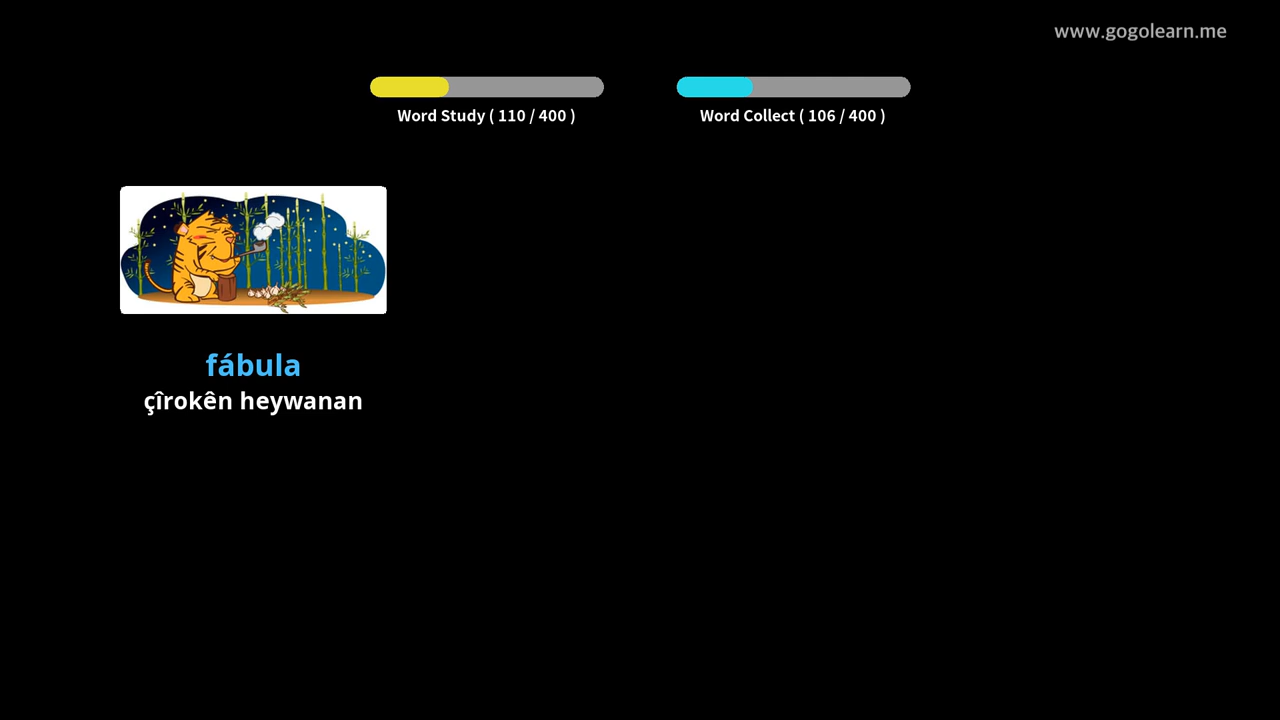 www.gogolearn.me
Word Study ( 110 / 400 )
Word Collect ( 106 / 400 )
fábula
çîrokên heywanan